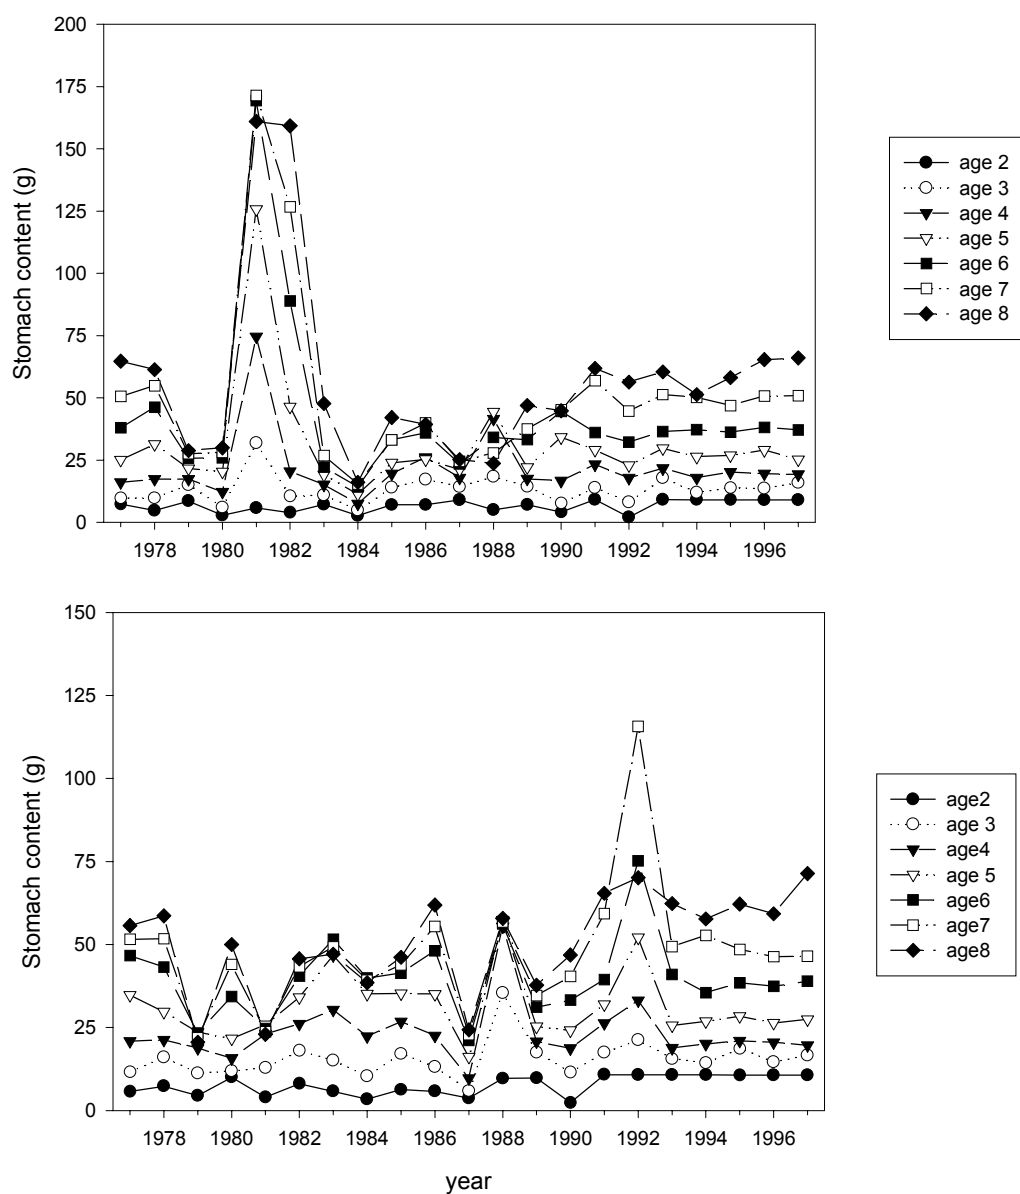 200
175
150
125
100
75
50
25
0
Stomach content (g)
1978 1980 1982 1984 1986 1988 1990 1992 1994 1996
age 2
age 3
age 4
age 5
age 6
age 7
age 8
150
125
100
75
50
25
0
Stomach content (g)
1978 1980 1982 1984 1986 1988 1990 1992 1994 1996
year
age2
age 3
age4
age 5
age6
age7
age8